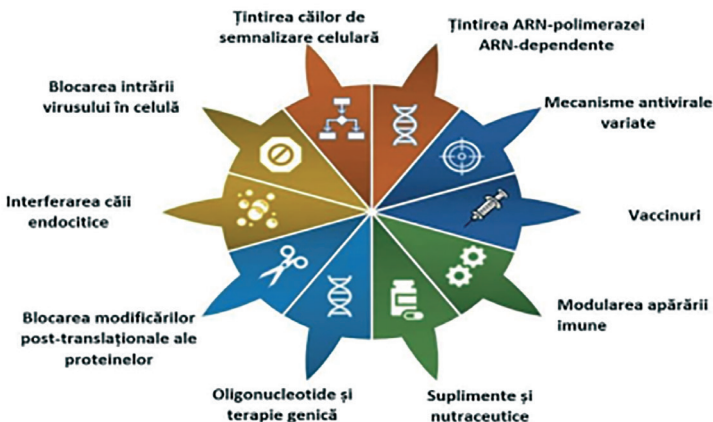 Țintirea căilor de
semnalizare celulară
Țintirea ARN-polimerazei
ARN-dependente
Blocarea intrării
virusului în celulă
Mecanisme antivirale
variate
Interferarea căii
endocitice
Vaccinuri
Blocarea modificărilor
post-translaționale ale
proteinelor
Modularea apărării
imune
Oligonucleotide și
terapie genică
Suplimente și
nutraceutice